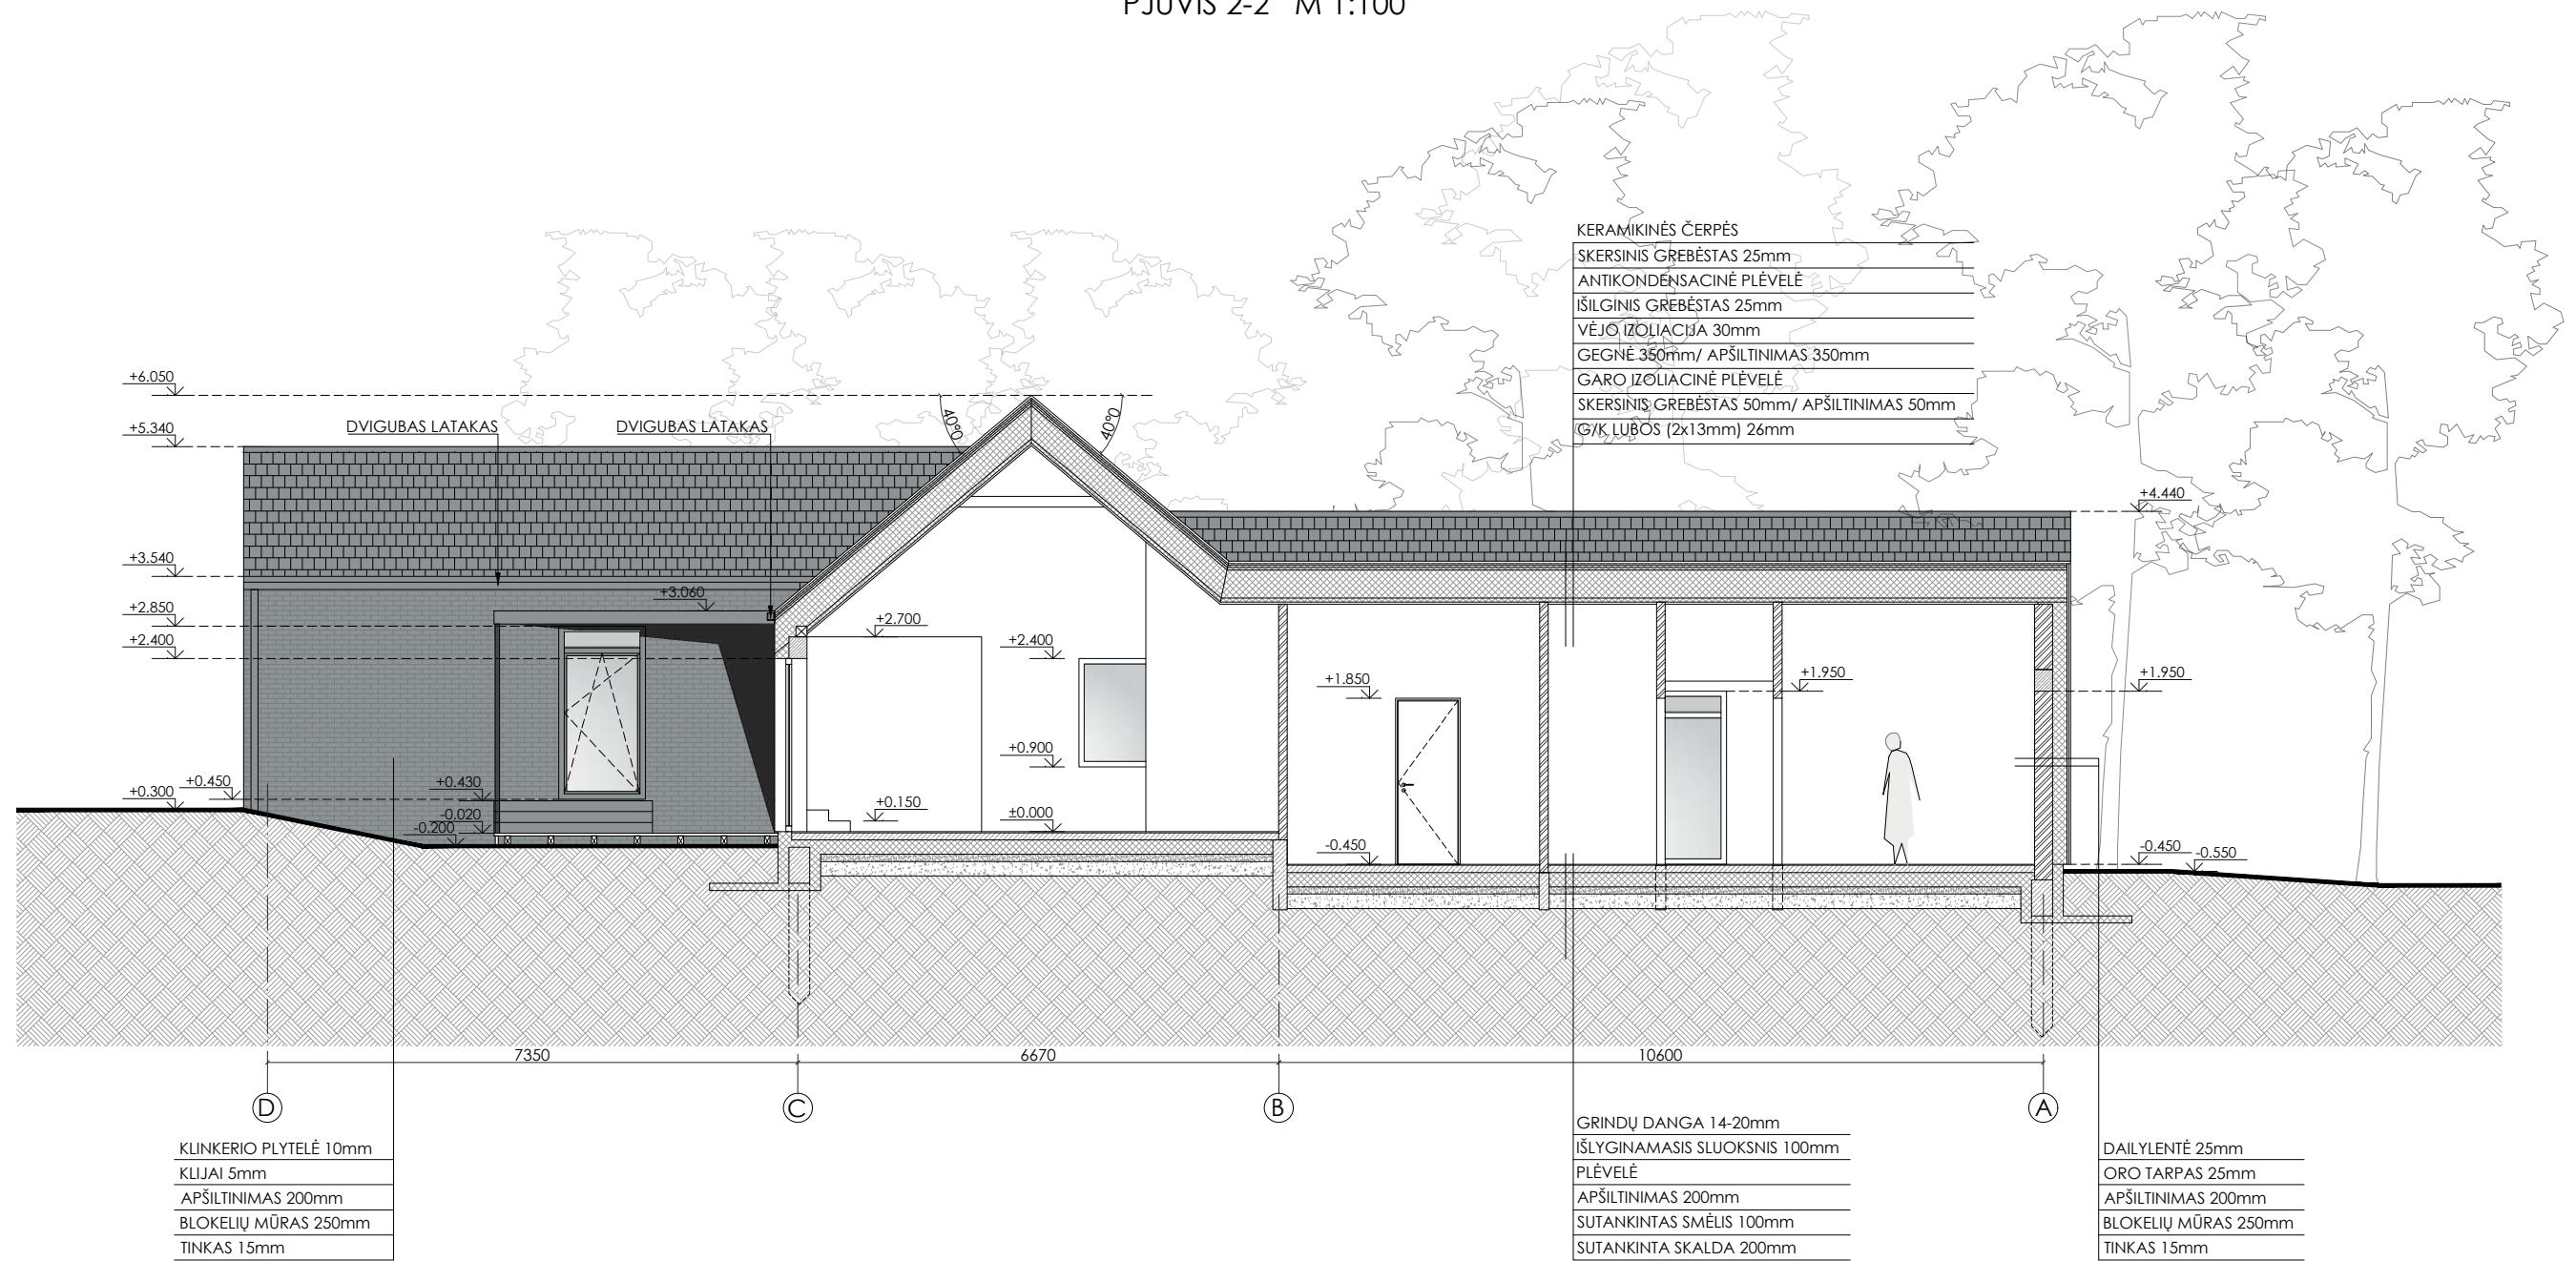 PJŪVIS 2-2 M 1:100
KERAMIKINĖS ČERPĖS
SKERSINIS GREBĖSTAS 25mm
ANTIKONDENSACINĖ PLĖVELĖ
IŠILGINIS GREBĖSTAS 25mm
VĖJO IZOLIACIJA 30mm
GEGNĖ 350mm/ APŠILTINIMAS 350mm
GARO IZOLIACINĖ PLĖVELĖ
SKERSINIS GREBĖSTAS 50mm/ APŠILTINIMAS 50mm
G/K LUBOS (2x13mm) 26mm
+6.050
40°0
40°0
+5.340
DVIGUBAS LATAKAS
DVIGUBAS LATAKAS
+4.440
+3.540
+3.060
+2.850
+2.700
+2.400
+2.400
+1.850
+1.950
+1.950
+0.900
+0.300
+0.450
+0.430
-0.020
-0.200
+0.150
±0.000
-0.450
-0.450
-0.550
7350
6670
10600
D
C
B
A
KLINKERIO PLYTELĖ 10mm
KLIJAI 5mm
APŠILTINIMAS 200mm
BLOKELIŲ MŪRAS 250mm
TINKAS 15mm
GRINDŲ DANGA 14-20mm
IŠLYGINAMASIS SLUOKSNIS 100mm
PLĖVELĖ
APŠILTINIMAS 200mm
SUTANKINTAS SMĖLIS 100mm
SUTANKINTA SKALDA 200mm
DAILYLENTĖ 25mm
ORO TARPAS 25mm
APŠILTINIMAS 200mm
BLOKELIŲ MŪRAS 250mm
TINKAS 15mm